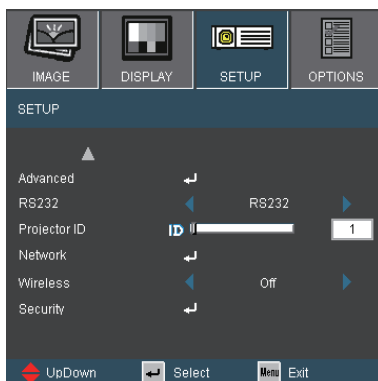 IMAGE DISPLAY SETUP OPTIONS
SETUP
Advanced
RS232 RS232
Projector ID ID 1
Network
Wireless Off
Security
UpDown Select Menu Exit